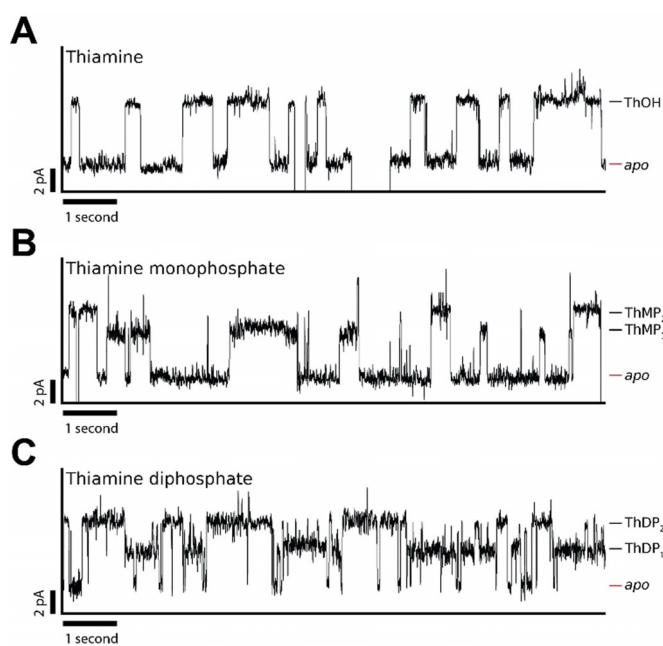 A
Thiamine
ThOH
apo
2 pA
1 second
B
Thiamine monophosphate
ThMP2
ThMP
apo
2 pA
1 second
C
Thiamine diphosphate
ThDP2
ThDP1
apo
2 pA
1 second